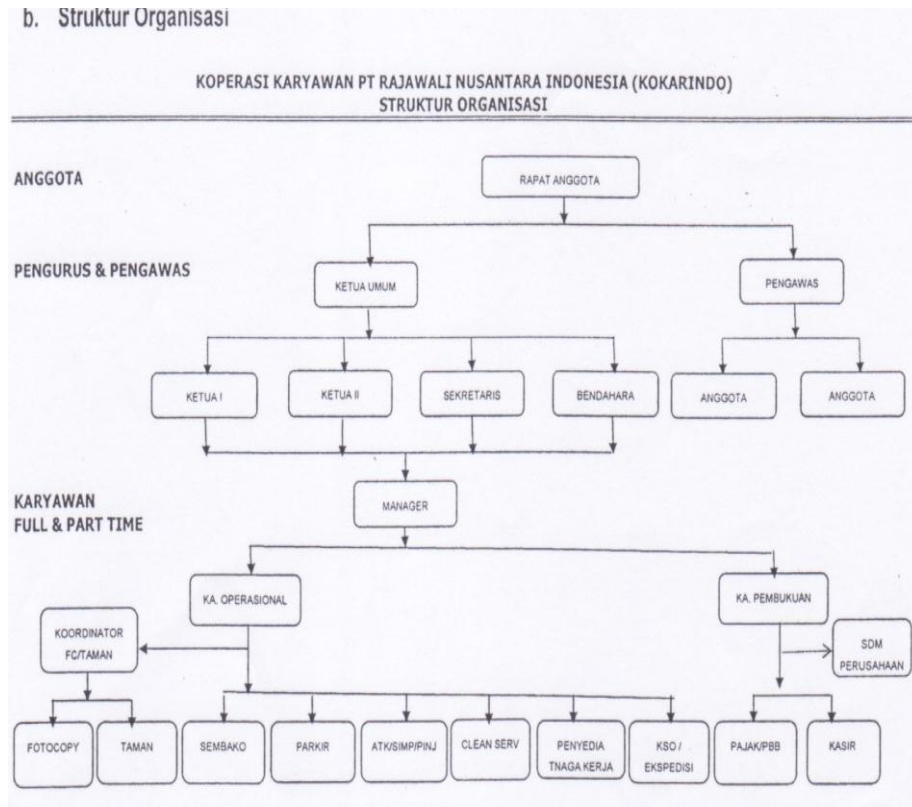 b. Struktur Organisasi
KOPERASI KARYAWAN PT RAJAWALI NUSANTARA INDONESIA (KOKARINDO)
STRUKTUR ORGANISASI
ANGGOTA
RAPAT ANGGOTA
PENGURUS & PENGAWAS
KETUA UMUM
PENGAWAS
KETUA I
KETUA II
SEKRETARIS
BENDAHARA
ANGGOTA
ANGGOTA
KARYAWAN
FULL & PART TIME
MANAGER
KA. OPERASIONAL
KA. PEMBUKUAN
KOORDINATOR
FC/TAMAN
SDM
PERUSAHAAN
FOTOCOPY
TAMAN
SEMBAKO
PARKIR
ATK/SIMP/PINJ
CLEAN SERV
PENYEDIA
TNAGA KERJA
KSO /
EKSPEDISI
PAJAK/PBB
KASIR